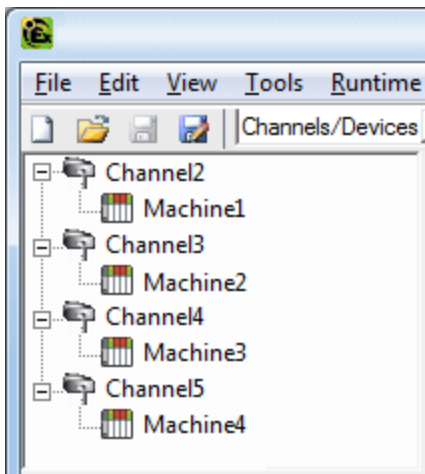 File Edit View Tools Runtime
Channels/Devices
Channel2
Machine1
Channel3
Machine2
Channel4
Machine3
Channel5
Machine4